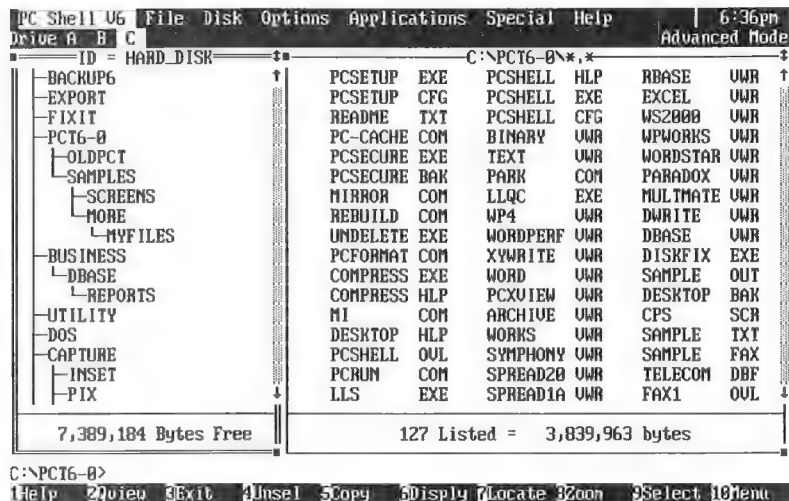 PC Shell V6 File Disk Options Applications Special Help 6:36pm
Drive A B C Advanced Mode
ID = HARD_DISK
BACKUP6
EXPORT
FIXIT
PCT6-0
OLDPCT
SAMPLES
SCREENS
MORE
MYFILES
BUSINESS
DBASE
REPORTS
UTILITY
DOS
CAPTURE
INSET
PIX
7,389,184 Bytes Free
C:\PCT6-0\*.*
PCSETUP EXE PCSHELL HLP RBASE VWR
PCSETUP CFG PCSHELL EXE EXCEL VWR
README TXT PCSHELL CFG WS2000 VWR
PC-CACHE COM BINARY VWR WPWORKS VWR
PCSECURE EXE TEXT VWR WORDSTAR VWR
PCSECURE BAK PARK COM PARADOX VWR
MIRROR COM LLQC EXE MULTMATE VWR
REBUILD COM WP4 VWR DWRITE VWR
UNDELETE EXE WORDPERF VWR DBASE VWR
PCFORMAT COM XYWRITE VWR DISKFIX EXE
COMPRESS EXE WORD VWR SAMPLE OUT
COMPRESS HLP PCXVIEW VWR DESKTOP BAK
MI COM ARCHIVE VWR CPS SCR
DESKTOP HLP WORKS VWR SAMPLE TXT
PCSHELL OVL SYMPHONY VWR SAMPLE FAX
PCRUN COM SPREAD20 VWR TELECOM DBF
LLS EXE SPREAD1A VWR FAX1 OVL
127 Listed = 3,839,963 bytes
C:\PCT6-0>
1Help 2Qview 3Exit 4Unsel 5Copy 6Disply 7Locate 8Zoom 9Select 10Menu